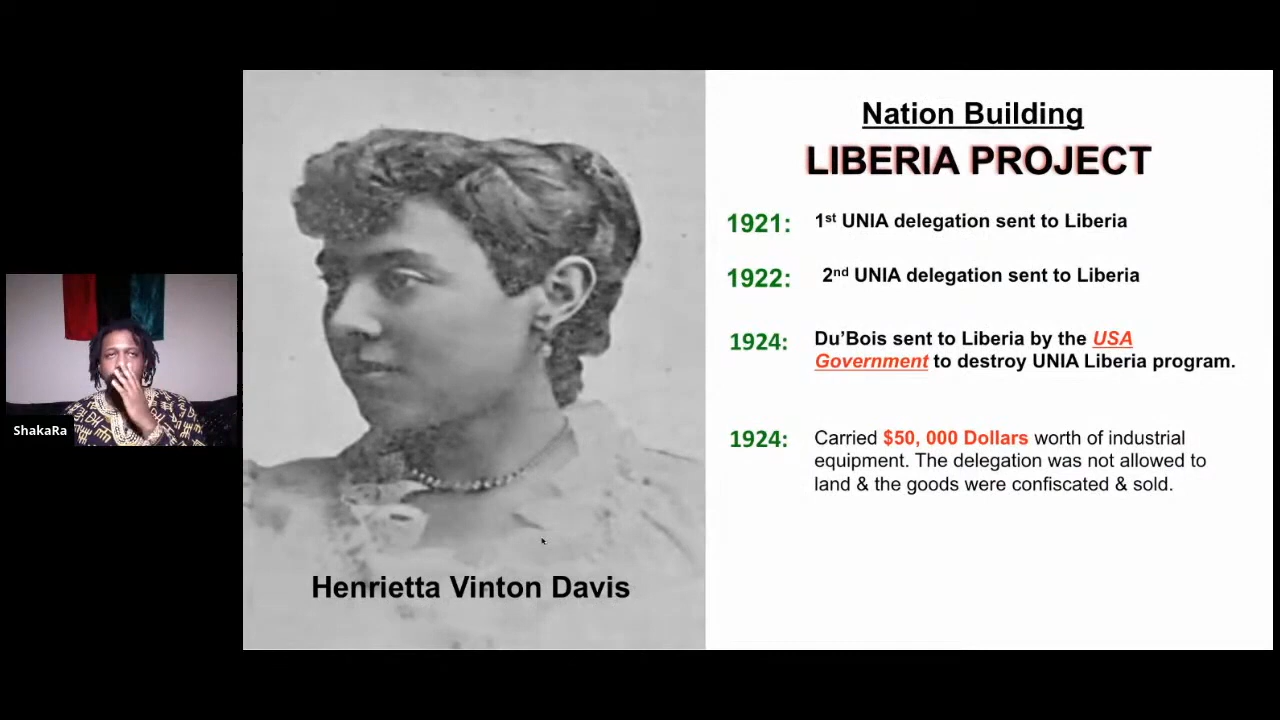 Nation Building
LIBERIA PROJECT
1921: 1st UNIA delegation sent to Liberia
1922: 2nd UNIA delegation sent to Liberia
1924: Du’Bois sent to Liberia by the USA
Government to destroy UNIA Liberia program.
1924: Carried $50, 000 Dollars worth of industrial
equipment. The delegation was not allowed to
land & the goods were confiscated & sold.
Henrietta Vinton Davis
ShakaRa